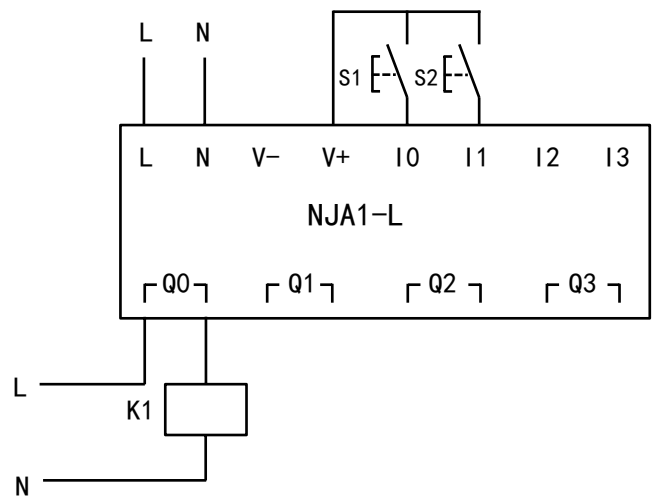 L N
S1 S2
L N V- V+ I0 I1 I2 I3
NJA1-L
Q0 Q1 Q2 Q3
L
K1
N